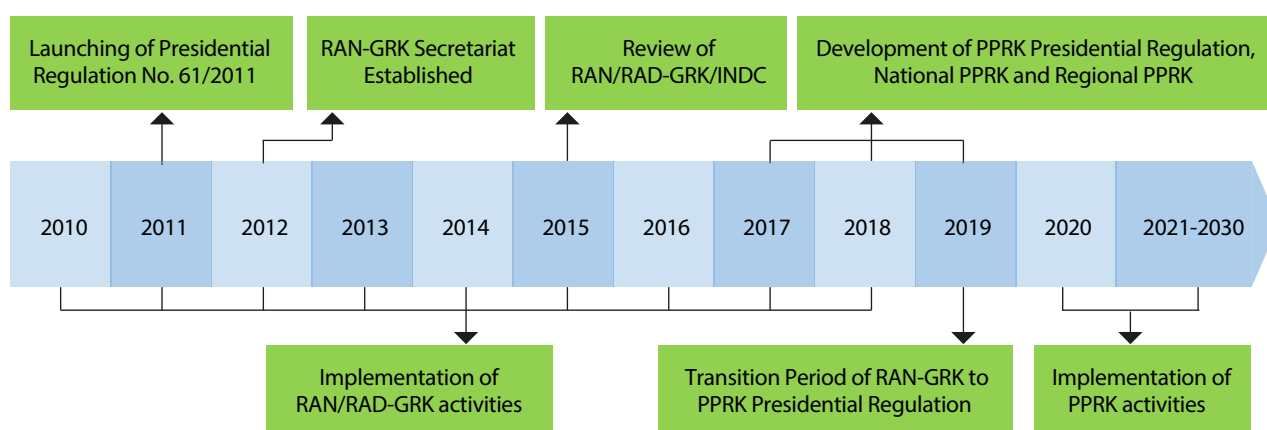 Launching of Presidential
Regulation No. 61/2011
RAN-GRK Secretariat
Established
Review of
RAN/RAD-GRK/INDC
Development of PPRK Presidential Regulation,
National PPRK and Regional PPRK
2010 2011 2012 2013 2014 2015 2016 2017 2018 2019 2020 2021-2030
Implementation of
RAN/RAD-GRK activities
Transition Period of RAN-GRK to
PPRK Presidential Regulation
Implementation of
PPRK activities